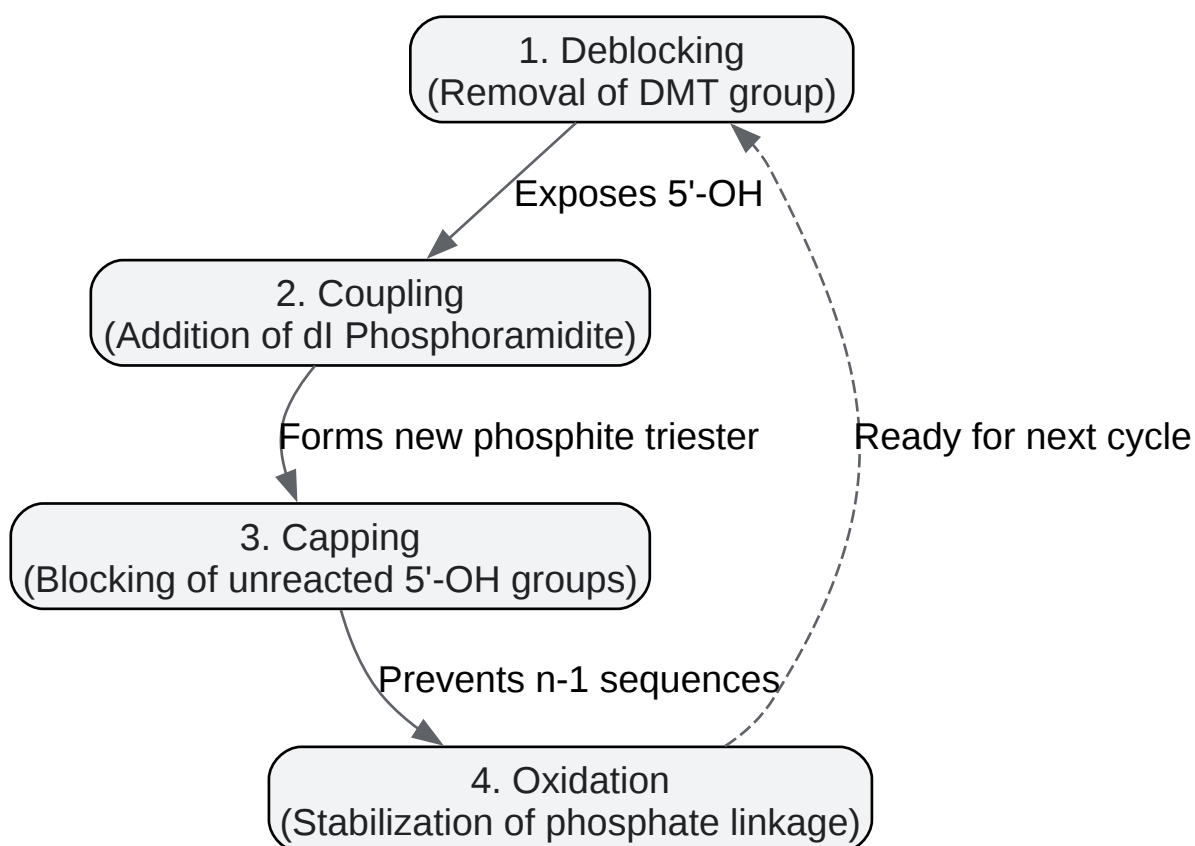 1. Deblocking
(Removal of DMT group)
Exposes 5'-OH
2. Coupling
(Addition of dI Phosphoramidite)
Forms new phosphite triester
Ready for next cycle
3. Capping
(Blocking of unreacted 5'-OH groups)
Prevents n-1 sequences
4. Oxidation
(Stabilization of phosphate linkage)